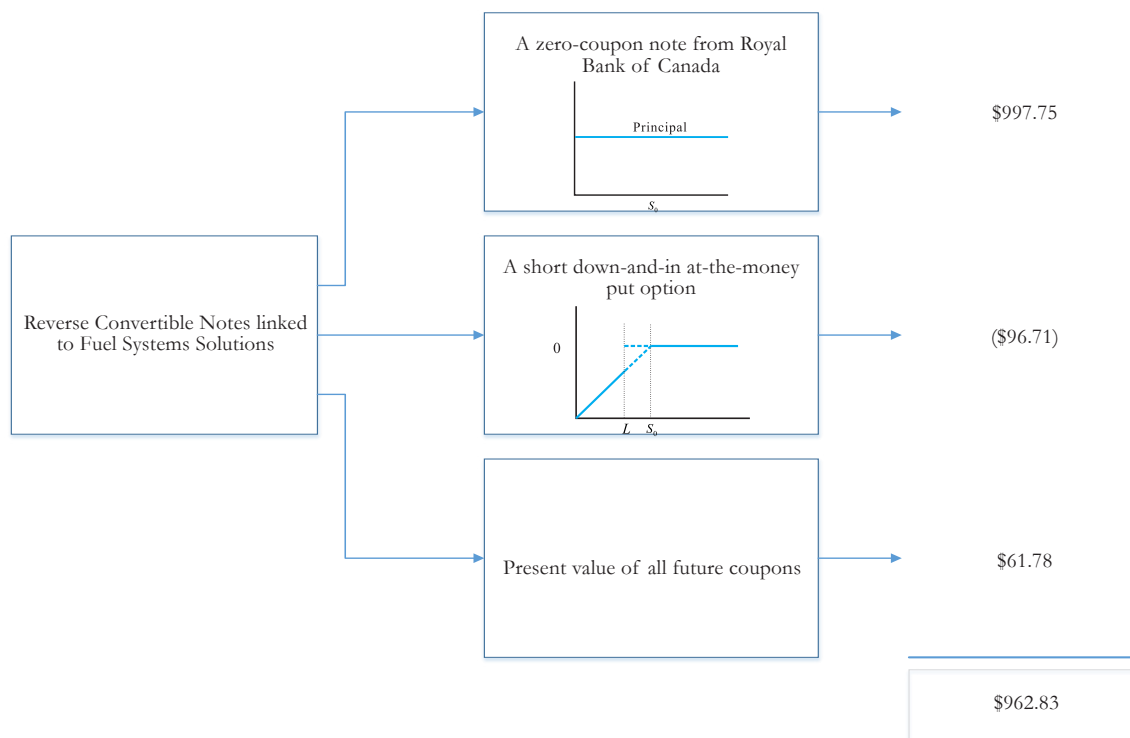 A zero-coupon note from Royal
Bank of Canada
Principal
S₀
$997.75
Reverse Convertible Notes linked
to Fuel Systems Solutions
A short down-and-in at-the-money
put option
0
L S₀
($96.71)
Present value of all future coupons
$61.78
$962.83